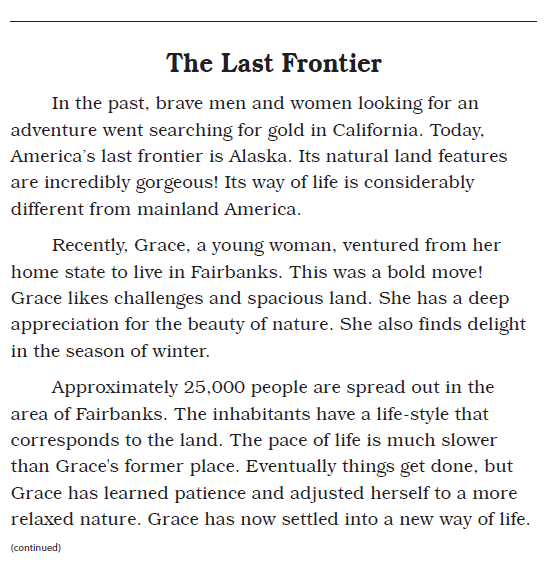 The Last Frontier
In the past, brave men and women looking for an
adventure went searching for gold in California. Today,
America's last frontier is Alaska. Its natural land features
are incredibly gorgeous! Its way of life is considerably
different from mainland America.
Recently, Grace, a young woman, ventured from her
home state to live in Fairbanks. This was a bold move!
Grace likes challenges and spacious land. She has a deep
appreciation for the beauty of nature. She also finds delight
in the season of winter.
Approximately 25,000 people are spread out in the
area of Fairbanks. The inhabitants have a life-style that
corresponds to the land. The pace of life is much slower
than Grace's former place. Eventually things get done, but
Grace has learned patience and adjusted herself to a more
relaxed nature. Grace has now settled into a new way of life.
(continued)